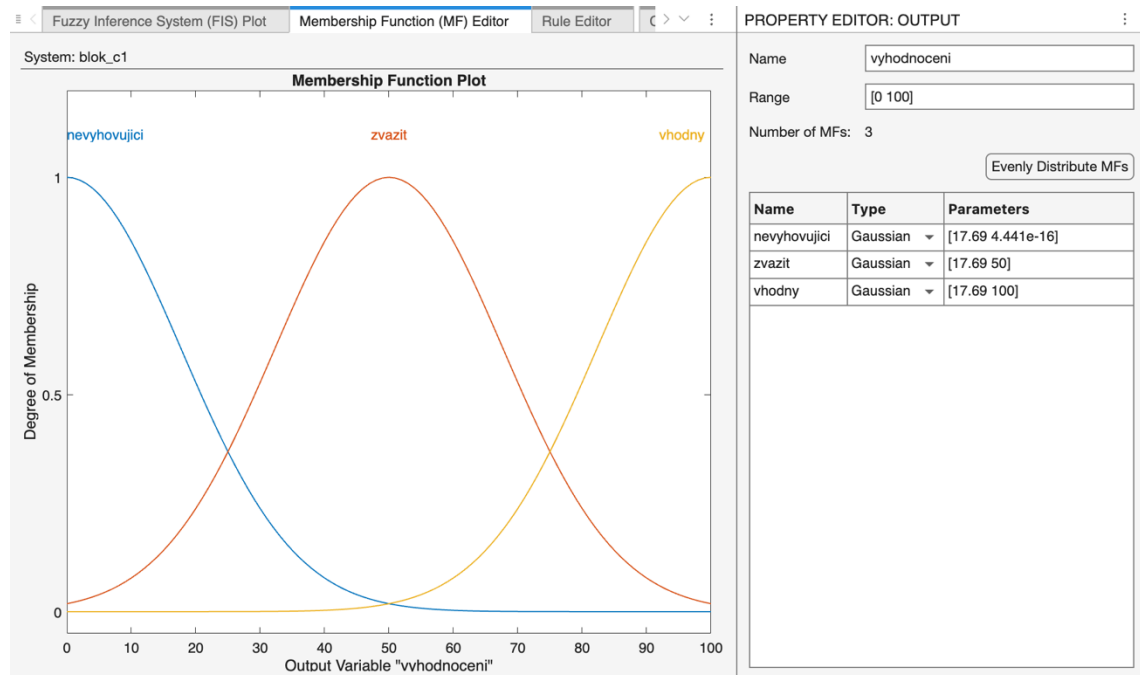 Fuzzy Inference System (FIS) Plot Membership Function (MF) Editor Rule Editor
System: blok_c1
Membership Function Plot
nevyhovujici zvazit vhodny
1
0.5
0
Degree of Membership
0 10 20 30 40 50 60 70 80 90 100
Output Variable "vyhodnoceni"
PROPERTY EDITOR: OUTPUT
Name vyhodnoceni
Range [0 100]
Number of MFs: 3
Evenly Distribute MFs
Name Type Parameters
nevyhovujici Gaussian [17.69 4.441e-16]
zvazit Gaussian [17.69 50]
vhodny Gaussian [17.69 100]